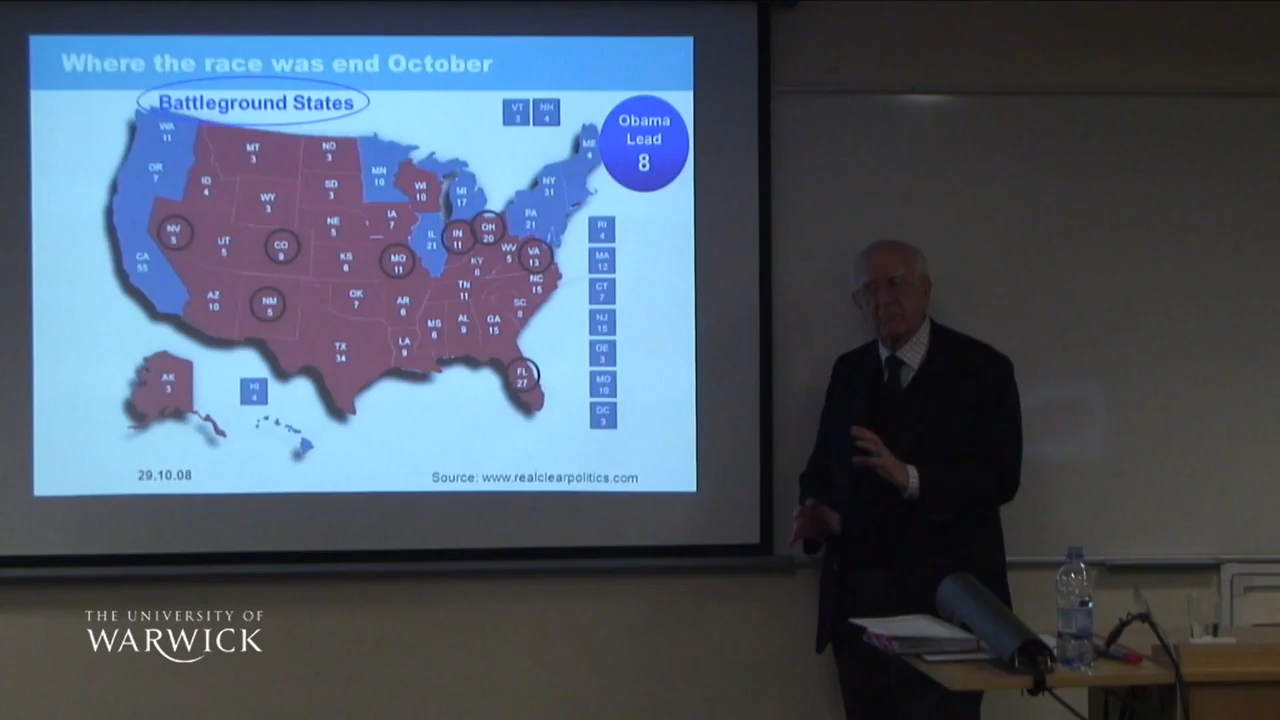 Where the race was end October
Battleground States
VT
3
NH
4
Obama
Lead
8
WA
11
MT
3
ND
3
MN
10
ME
4
OR
7
ID
4
WY
3
SD
3
WI
10
MI
17
NY
31
NV
5
UT
5
CO
9
NE
5
IA
7
IL
21
IN
11
OH
20
PA
21
RI
4
CA
55
KS
6
MO
11
KY
8
WV
5
VA
13
MA
12
AZ
10
NM
5
OK
7
AR
6
TN
11
NC
15
CT
7
TX
34
LA
9
MS
6
AL
9
GA
15
SC
8
NJ
15
DE
3
AK
3
HI
4
FL
27
MD
10
DC
3
29.10.08
Source: www.realclearpolitics.com
THE UNIVERSITY OF
WARWICK